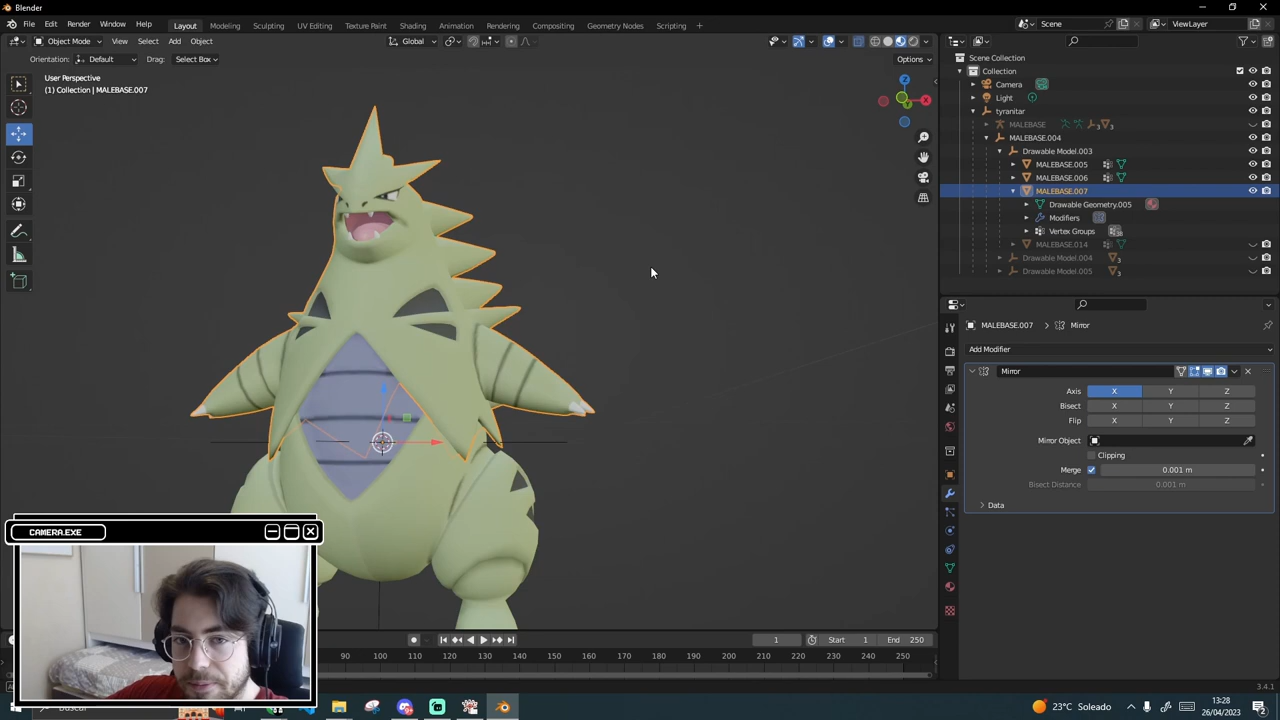 Blender
File Edit Render Window Help
Layout Modeling Sculpting UV Editing Texture Paint Shading Animation Rendering Compositing Geometry Nodes Scripting +
Scene
ViewLayer
Object Mode View Select Add Object
Global
Orientation: Default Drag: Select Box
Options
User Perspective
(1) Collection | MALEBASE.007
Z
X
Y
Scene Collection
Collection
Camera
Light
tyranitar
MALEBASE
MALEBASE.004
Drawable Model.003
MALEBASE.005
MALEBASE.006
MALEBASE.007
Drawable Geometry.005
Modifiers
Vertex Groups
MALEBASE.014
Drawable Model.004
Drawable Model.005
MALEBASE.007 Mirror
Add Modifier
Mirror
Axis X Y Z
Bisect X Y Z
Flip X Y Z
Mirror Object
Clipping
Merge 0.001 m
Bisect Distance 0.001 m
Data
CAMERA.EXE
1 Start 1 End 250
90 100 110 120 130 140 150 160 170 180 190 200 210 220 230 240 250
3.4.1
Buscar
23°C Soleado
13:28
26/04/2023